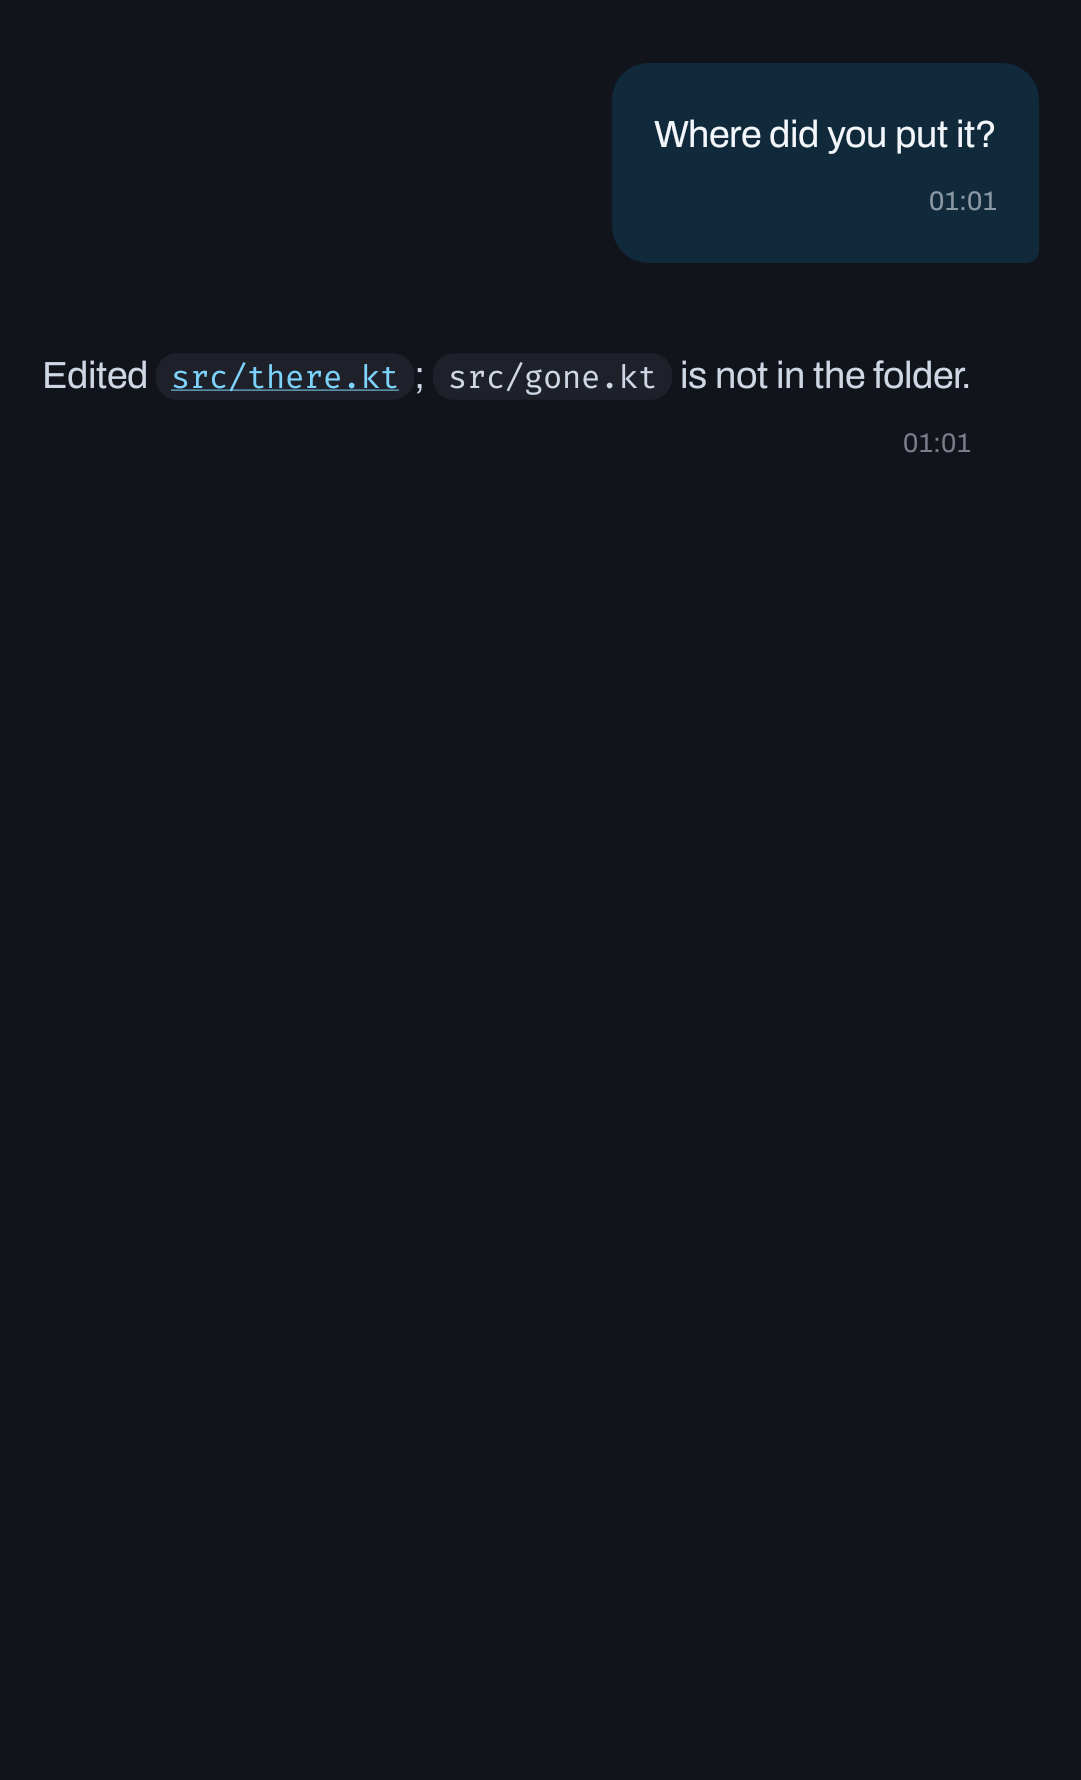 Where did you put it?
01:01
Edited src/there.kt; src/gone.kt is not in the folder.
01:01